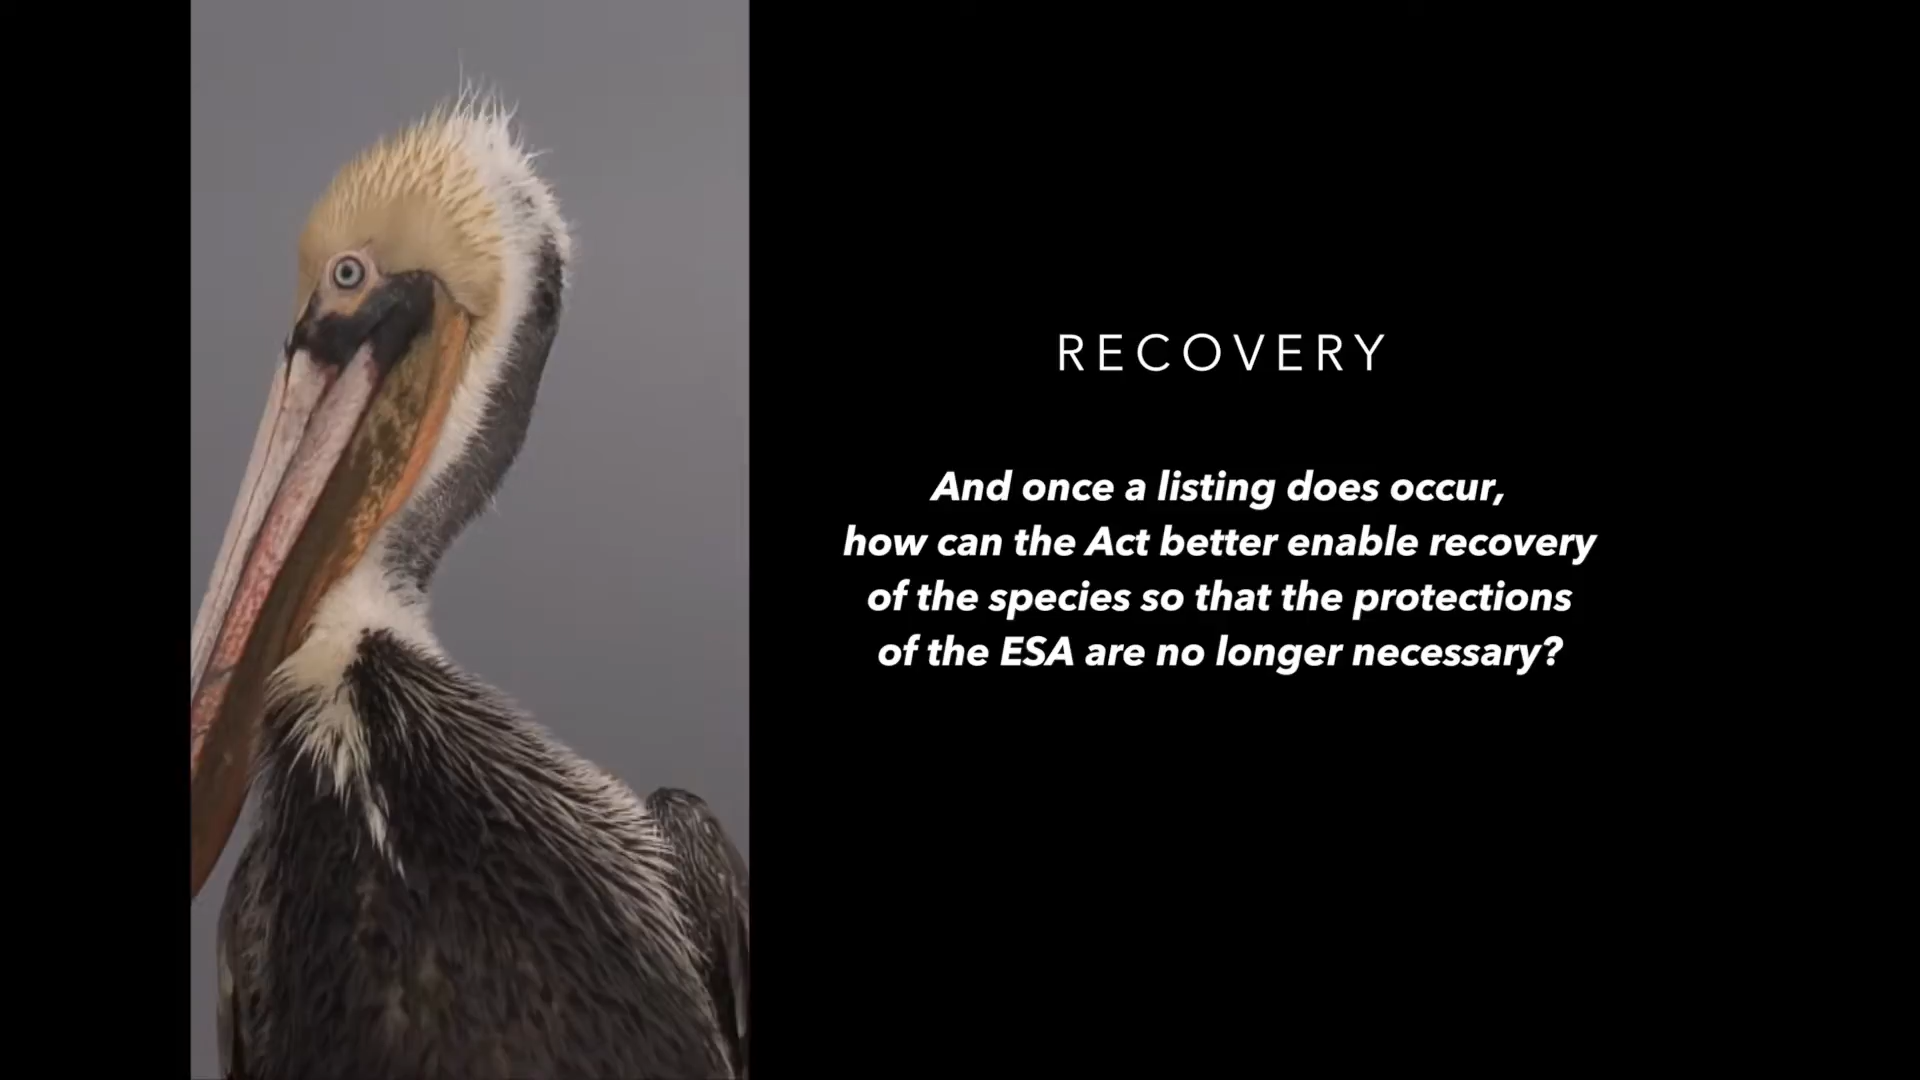 RECOVERY
And once a listing does occur,
how can the Act better enable recovery
of the species so that the protections
of the ESA are no longer necessary?